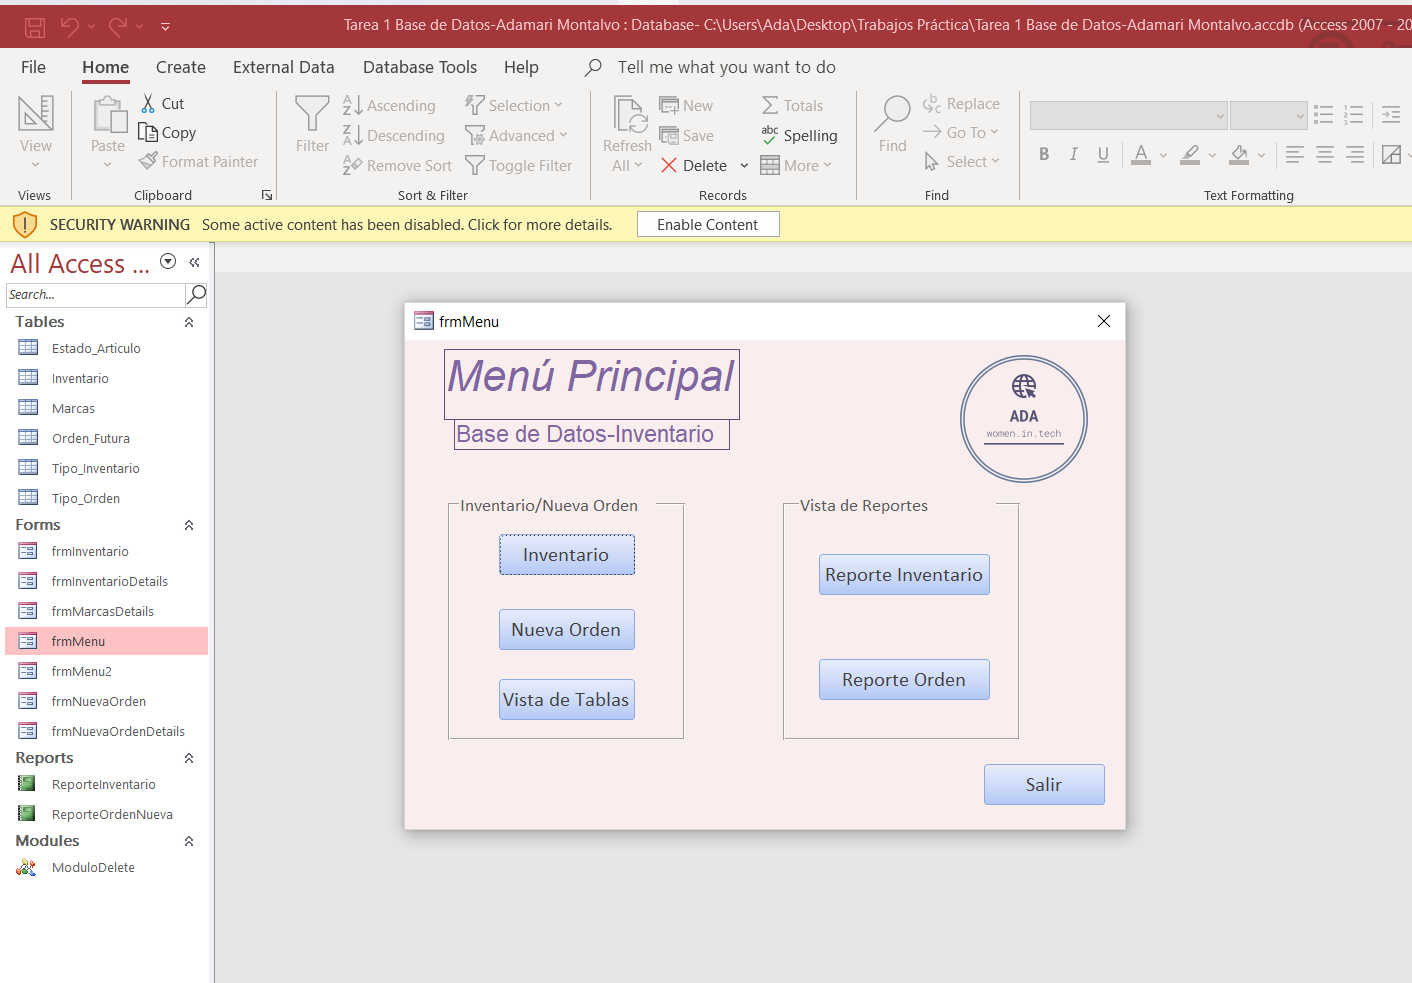 Tarea 1 Base de Datos-Adamari Montalvo : Database- C:\Users\Ada\Desktop\Trabajos Práctica\Tarea 1 Base de Datos-Adamari Montalvo.accdb (Access 2007 - 20
File Home Create External Data Database Tools Help Tell me what you want to do
View
Views
Paste
Cut
Copy
Format Painter
Clipboard
Filter
Ascending
Descending
Remove Sort
Selection
Advanced
Toggle Filter
Sort & Filter
Refresh
All
New
Save
Delete
Totals
Spelling
More
Records
Find
Replace
Go To
Select
Find
B I U A
Text Formatting
SECURITY WARNING Some active content has been disabled. Click for more details. Enable Content
All Access ...
Search...
Tables
Estado_Articulo
Inventario
Marcas
Orden_Futura
Tipo_Inventario
Tipo_Orden
Forms
frmInventario
frmInventarioDetails
frmMarcasDetails
frmMenu
frmMenu2
frmNuevaOrden
frmNuevaOrdenDetails
Reports
ReporteInventario
ReporteOrdenNueva
Modules
ModuloDelete
frmMenu
Menú Principal
Base de Datos-Inventario
ADA
women.in.tech
Inventario/Nueva Orden
Inventario
Nueva Orden
Vista de Tablas
Vista de Reportes
Reporte Inventario
Reporte Orden
Salir